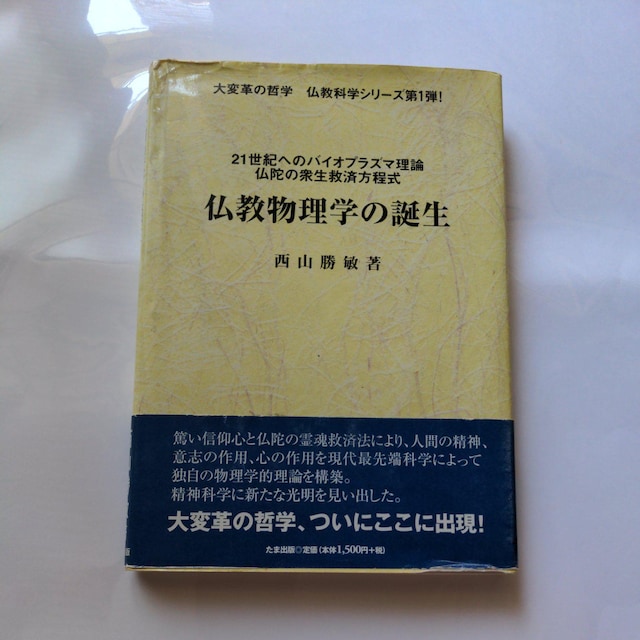 大変革の哲学 仏教科学シリーズ第1弾!
21世紀へのバイオプラズマ理論
仏陀の衆生救済方程式
仏教物理学の誕生
西山勝敏著
篤い信仰心と仏陀の霊魂救済法により、人間の精神、
意志の作用、心の作用を現代最先端科学によって
独自の物理学的理論を構築。
精神科学に新たな光明を見い出した。
大変革の哲学、ついにここに出現!
たま出版◎定価(本体1,500円+税)